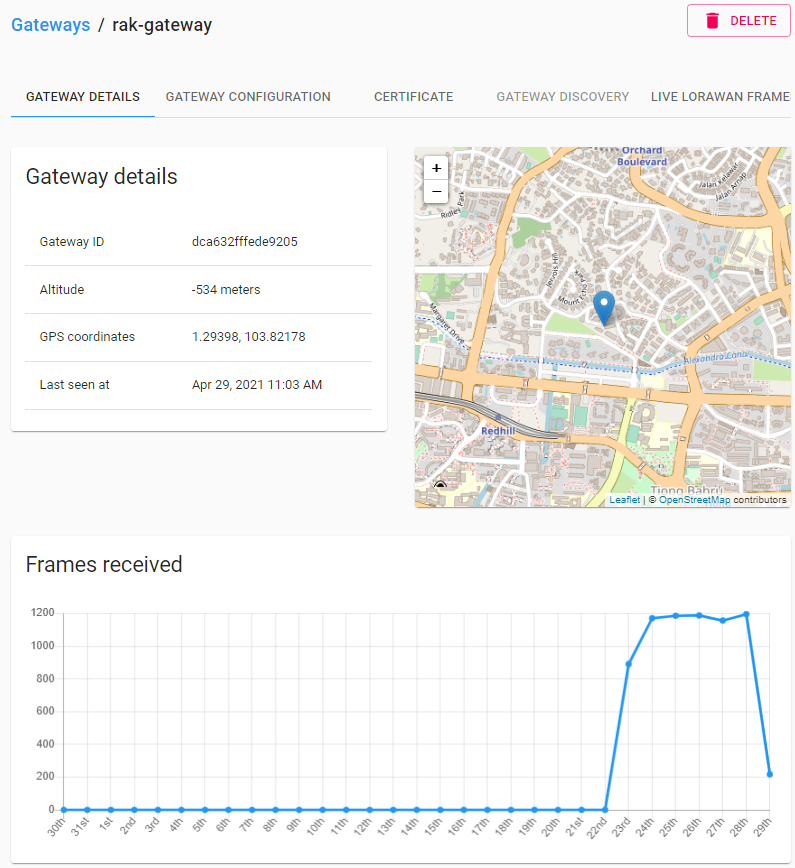 Gateways / rak-gateway
DELETE
GATEWAY DETAILS
GATEWAY CONFIGURATION
CERTIFICATE
GATEWAY DISCOVERY
LIVE LORAWAN FRAME
Gateway details
Gateway ID dca632fffede9205
Altitude -534 meters
GPS coordinates 1.29398, 103.82178
Last seen at Apr 29, 2021 11:03 AM
+
−
Orchard
Boulevard
Jalan Kelawar
Jalan Arnap
Ridley Park
Jervois Hill
Mount Echo Park
Margaret Drive
Alexandra Canal
Redhill
Tiong Bahru
Leaflet | © OpenStreetMap contributors
Frames received
1200
1000
800
600
400
200
0
30th 31st 1st 2nd 3rd 4th 5th 6th 7th 8th 9th 10th 11th 12th 13th 14th 15th 16th 17th 18th 19th 20th 21st 22nd 23rd 24th 25th 26th 27th 28th 29th